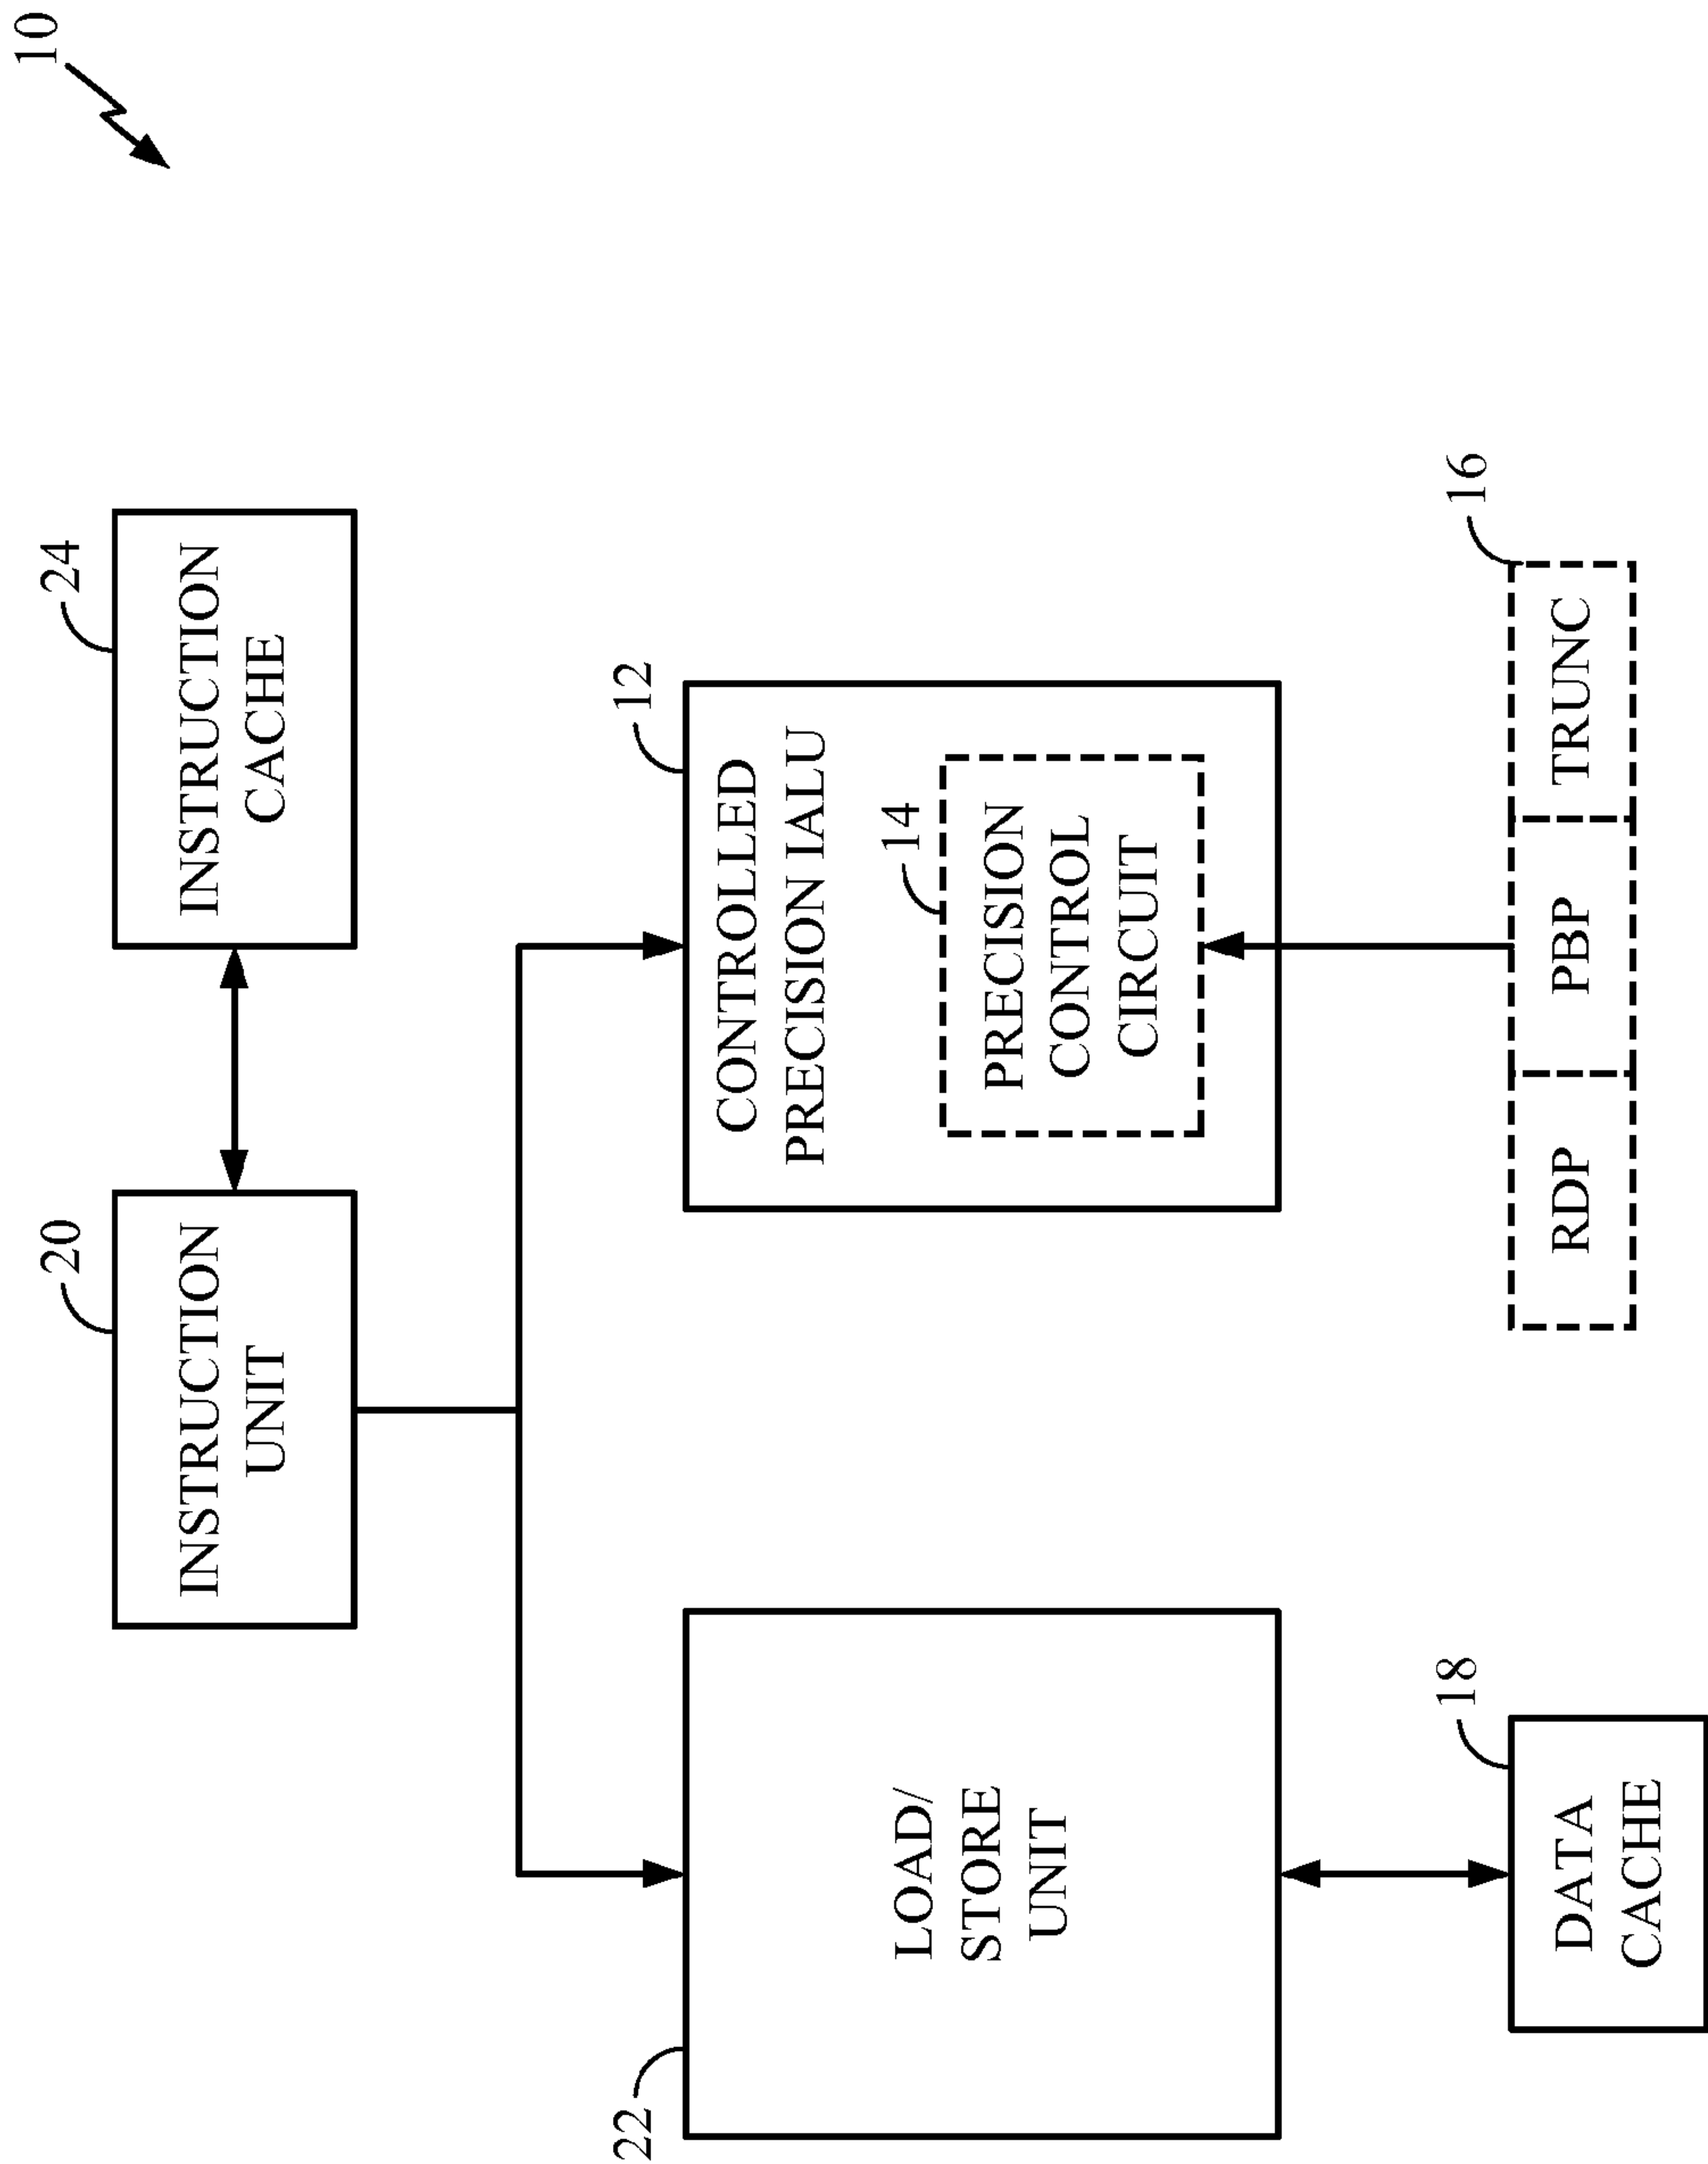 10
20
INSTRUCTION
UNIT
24
INSTRUCTION
CACHE
22
LOAD/
STORE
UNIT
12
CONTROLLED
PRECISION IALU
14
PRECISION
CONTROL
CIRCUIT
18
DATA
CACHE
16
RDP
PBP
TRUNC